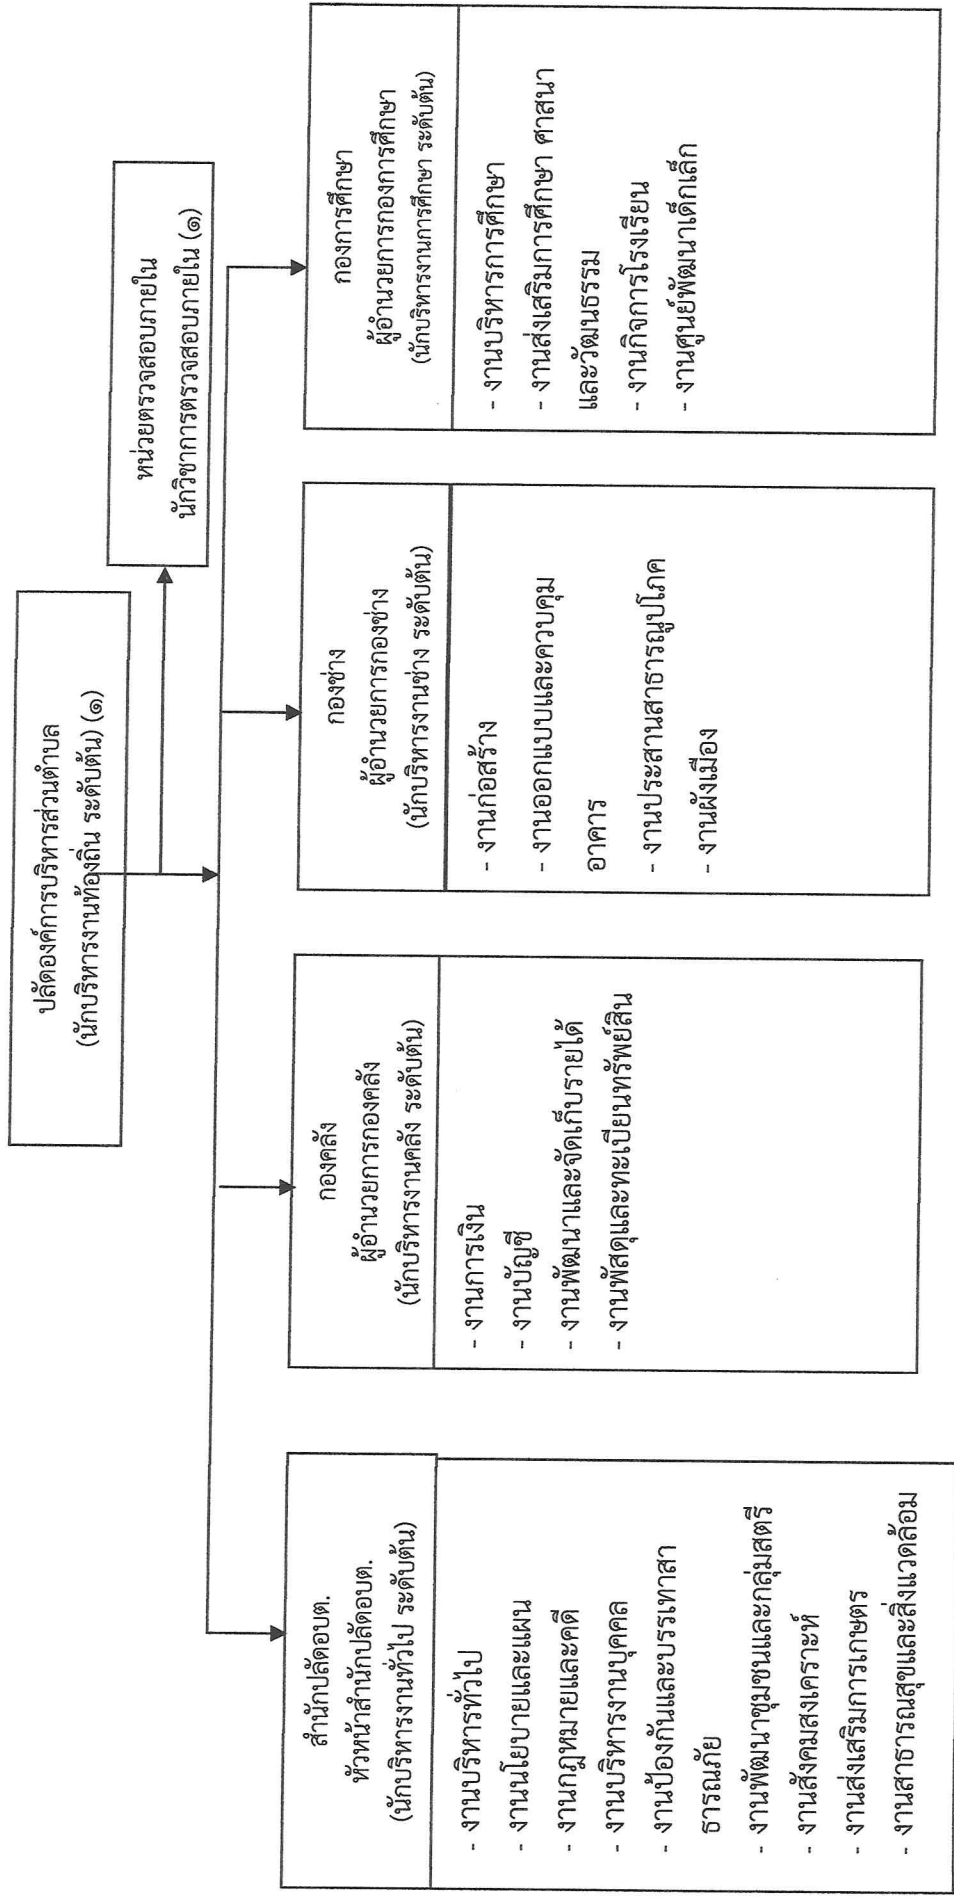 ปลัดองค์การบริหารส่วนตำบล
(นักบริหารงานท้องถิ่น ระดับต้น) (๑)
หน่วยตรวจสอบภายใน
นักวิชาการตรวจสอบภายใน (๑)
สำนักปลัดอบต.
หัวหน้าสำนักปลัดอบต.
(นักบริหารงานทั่วไป ระดับต้น)
- งานบริหารทั่วไป
- งานนโยบายและแผน
- งานกฎหมายและคดี
- งานบริหารงานบุคคล
- งานป้องกันและบรรเทาสา
ธารณภัย
- งานพัฒนาชุมชนและกลุ่มสตรี
- งานสังคมสงเคราะห์
- งานส่งเสริมการเกษตร
- งานสาธารณสุขและสิ่งแวดล้อม
กองคลัง
ผู้อำนวยการกองคลัง
(นักบริหารงานคลัง ระดับต้น)
- งานการเงิน
- งานบัญชี
- งานพัฒนาและจัดเก็บรายได้
- งานพัสดุและทะเบียนทรัพย์สิน
กองช่าง
ผู้อำนวยการกองช่าง
(นักบริหารงานช่าง ระดับต้น)
- งานก่อสร้าง
- งานออกแบบและควบคุม
อาคาร
- งานประสานสาธารณูปโภค
- งานผังเมือง
กองการศึกษา
ผู้อำนวยการกองการศึกษา
(นักบริหารงานการศึกษา ระดับต้น)
- งานบริหารการศึกษา
- งานส่งเสริมการศึกษา ศาสนา
และวัฒนธรรม
- งานกิจการโรงเรียน
- งานศูนย์พัฒนาเด็กเล็ก